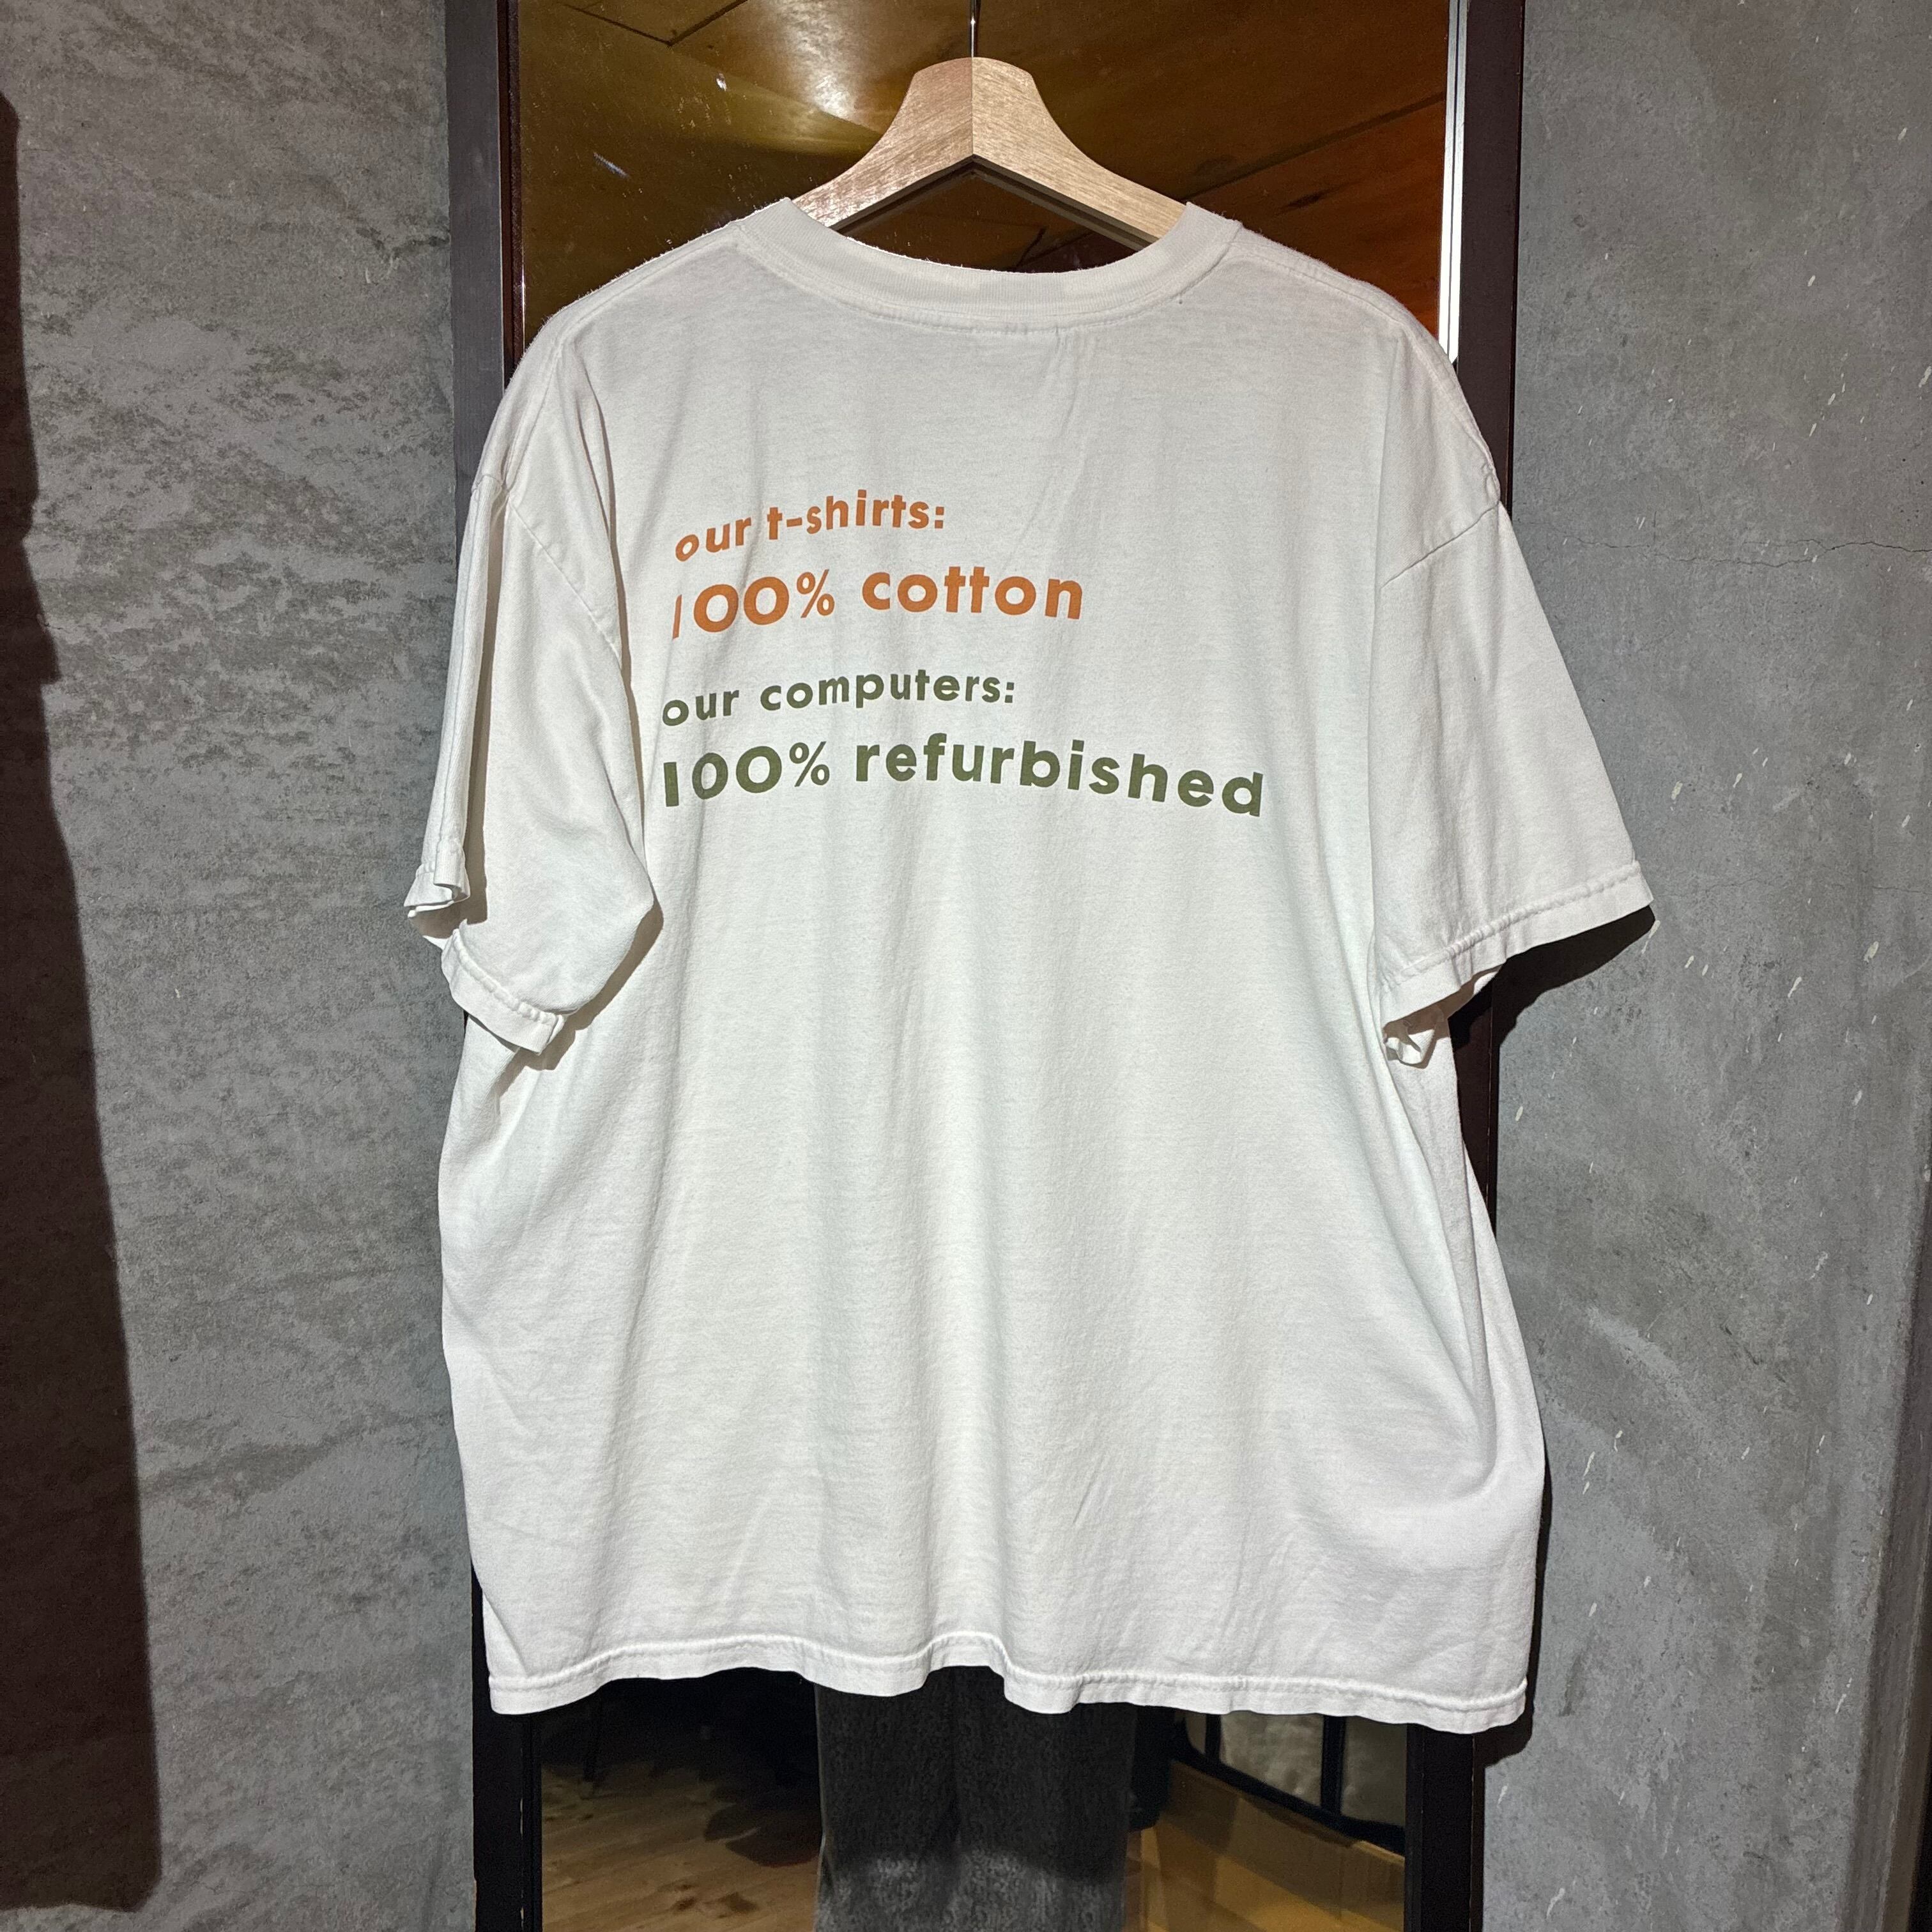 our t-shirts:
100% cotton
our computers:
100% refurbished